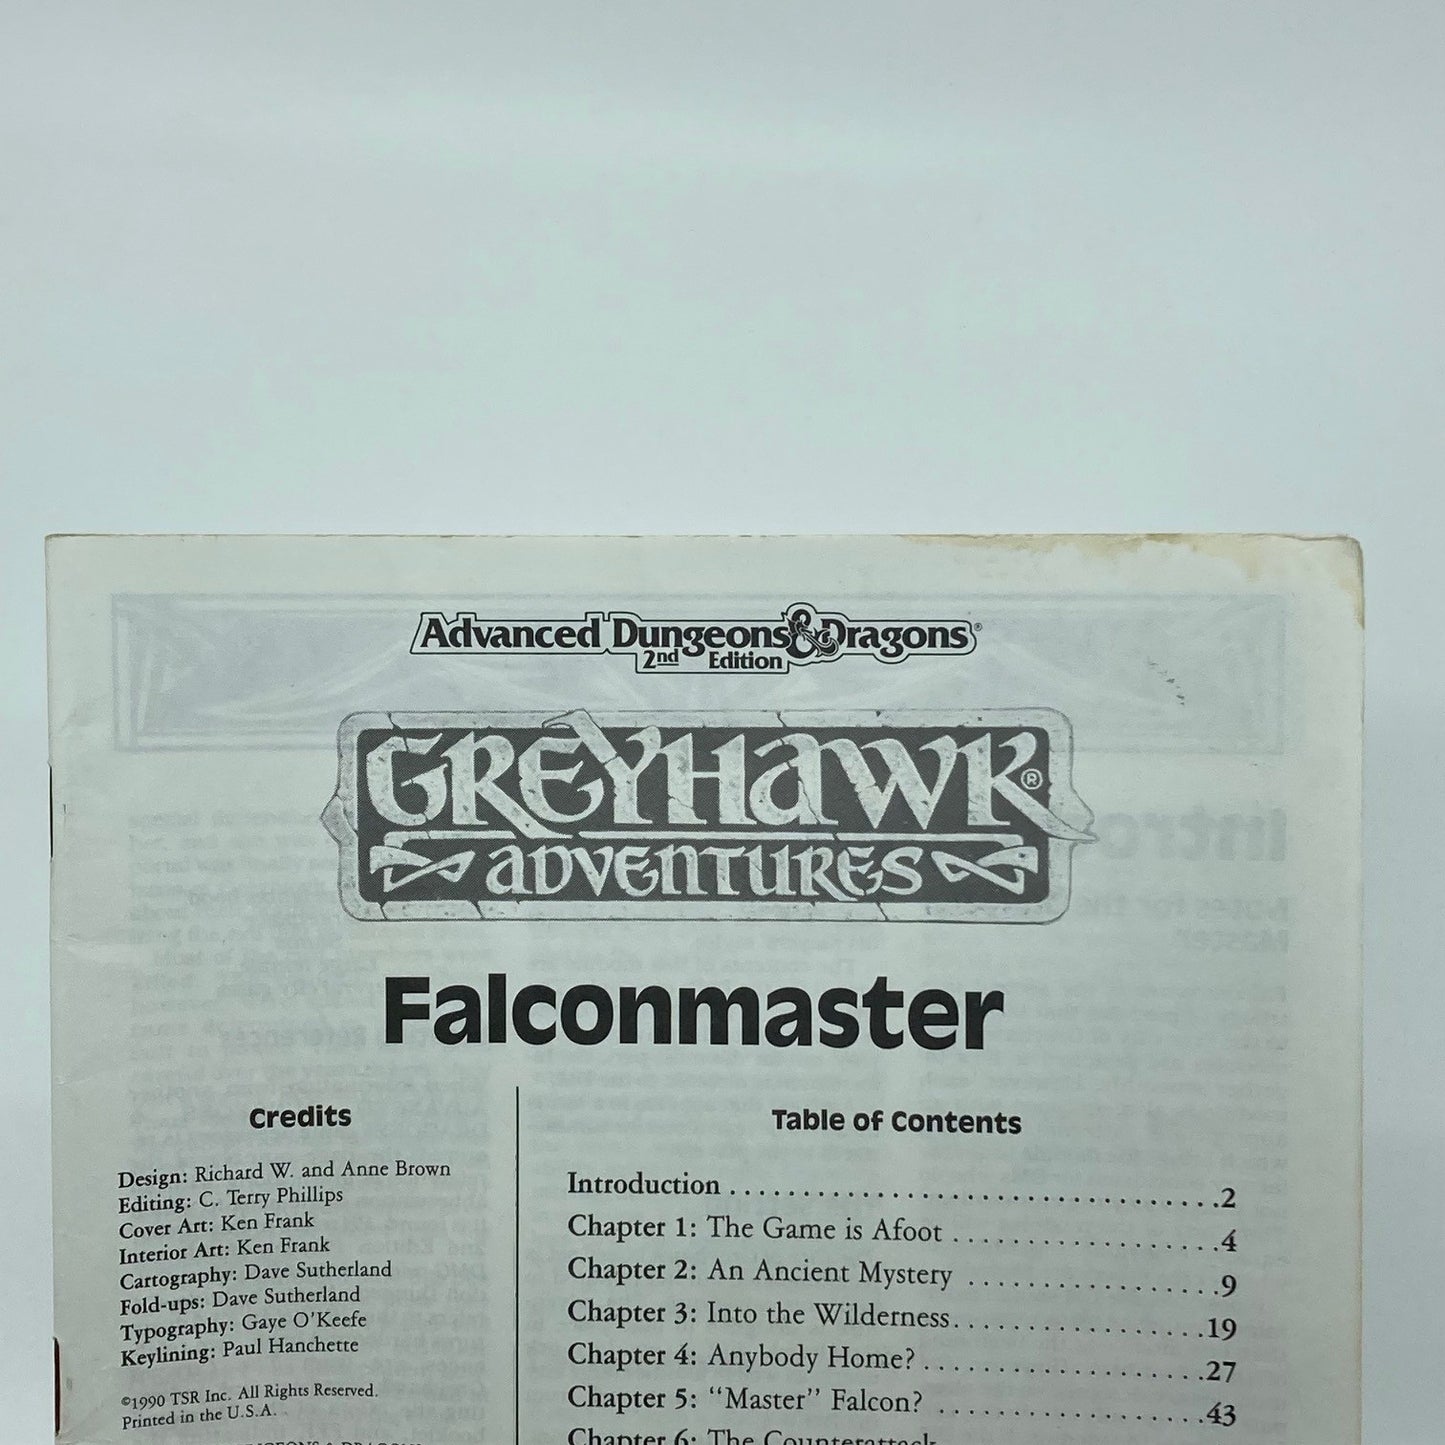 Advanced Dungeons & Dragons®
2nd Edition
GREYHAWK®
ADVENTURES
Falconmaster
Credits
Design: Richard W. and Anne Brown
Editing: C. Terry Phillips
Cover Art: Ken Frank
Interior Art: Ken Frank
Cartography: Dave Sutherland
Fold-ups: Dave Sutherland
Typography: Gaye O'Keefe
Keylining: Paul Hanchette
©1990 TSR Inc. All Rights Reserved.
Printed in the U.S.A.
Table of Contents
Introduction . . . . . . . . . . . . . . . . . . . . . . . . . . . . . . . . . .2
Chapter 1: The Game is Afoot . . . . . . . . . . . . . . . . . . .4
Chapter 2: An Ancient Mystery . . . . . . . . . . . . . . . . . .9
Chapter 3: Into the Wilderness. . . . . . . . . . . . . . . . . .19
Chapter 4: Anybody Home? . . . . . . . . . . . . . . . . . . . .27
Chapter 5: "Master" Falcon? . . . . . . . . . . . . . . . . . . .43
Chapter 6: The Counterattack